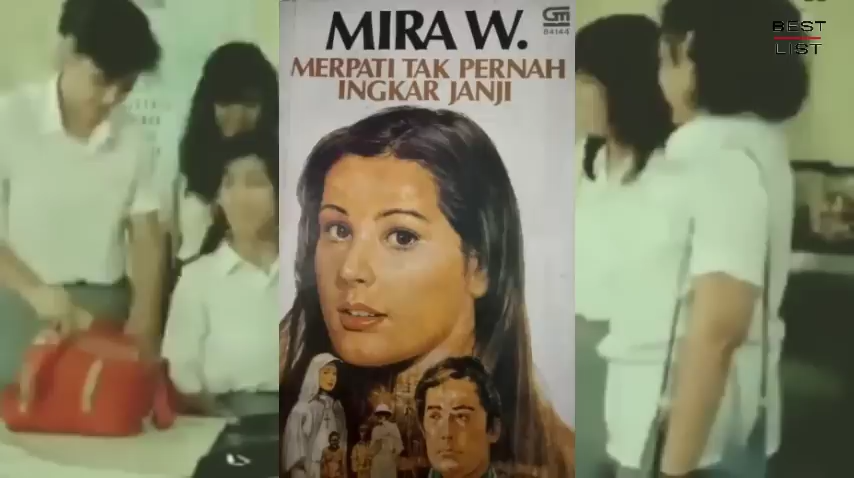 MIRA W.
GM
84144
MERPATI TAK PERNAH
INGKAR JANJI
BEST
LIST